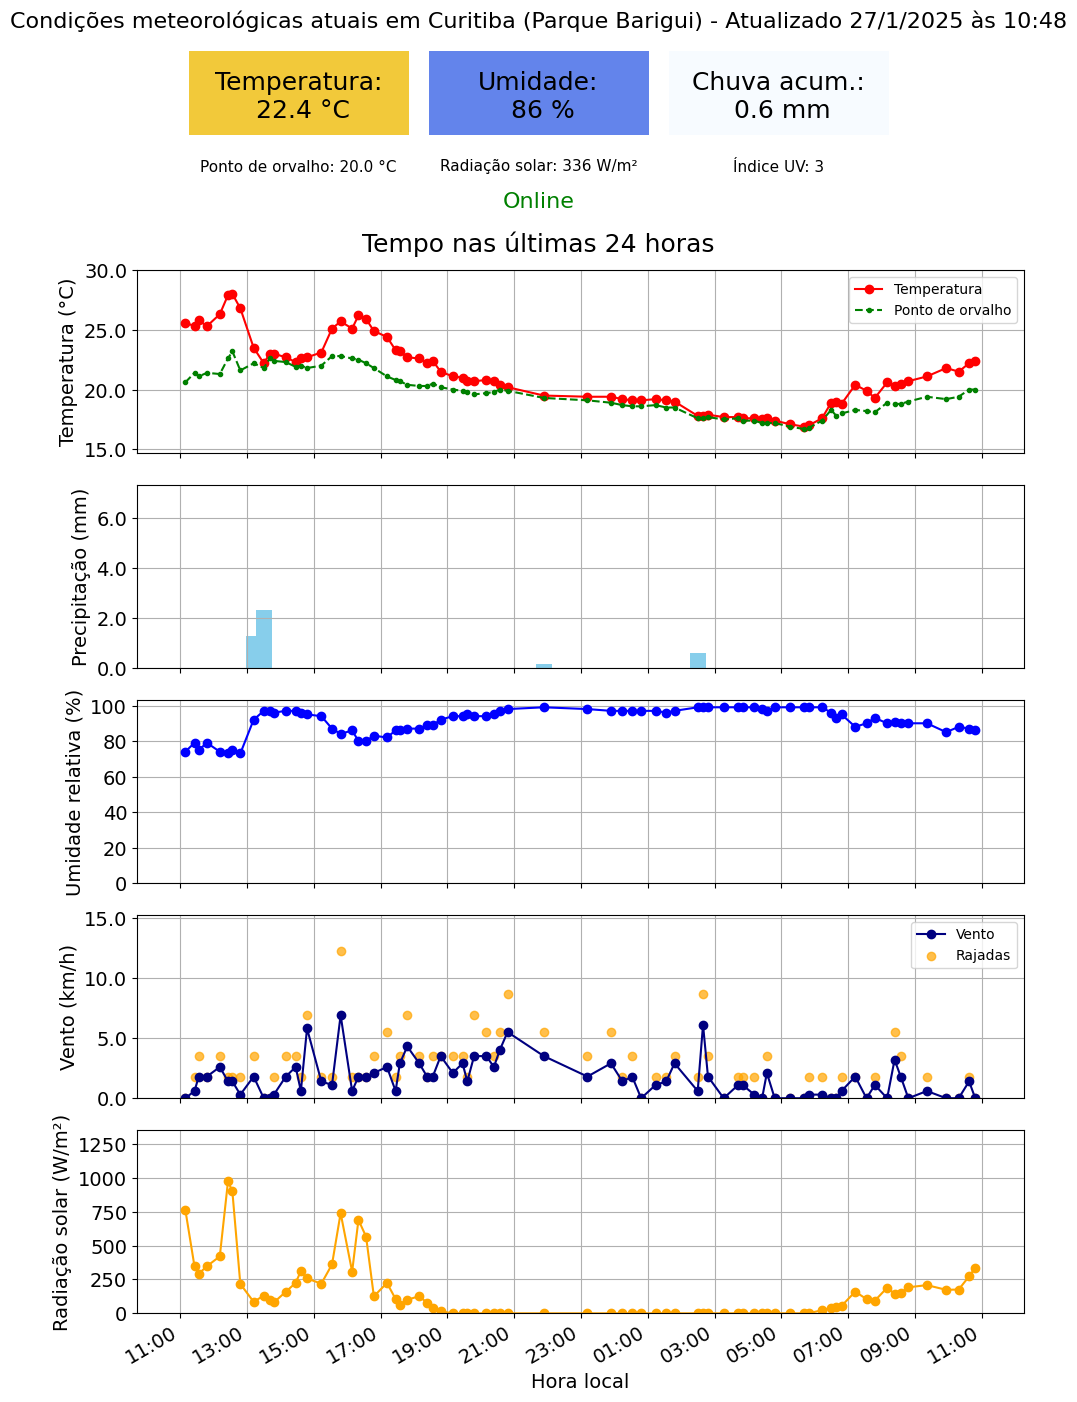 Condições meteorológicas atuais em Curitiba (Parque Barigui) - Atualizado 27/1/2025 às 10:48
Temperatura:
22.4 °C
Umidade:
86 %
Chuva acum.:
0.6 mm
Ponto de orvalho: 20.0 °C
Radiação solar: 336 W/m²
Índice UV: 3
Online
Tempo nas últimas 24 horas
Temperatura (°C)
30.0
25.0
20.0
15.0
Temperatura
Ponto de orvalho
Precipitação (mm)
6.0
4.0
2.0
0.0
Umidade relativa (%)
100
80
60
40
20
0
Vento (km/h)
15.0
10.0
5.0
0.0
Vento
Rajadas
Radiação solar (W/m²)
1250
1000
750
500
250
0
11:00
13:00
15:00
17:00
19:00
21:00
23:00
01:00
03:00
05:00
07:00
09:00
11:00
Hora local